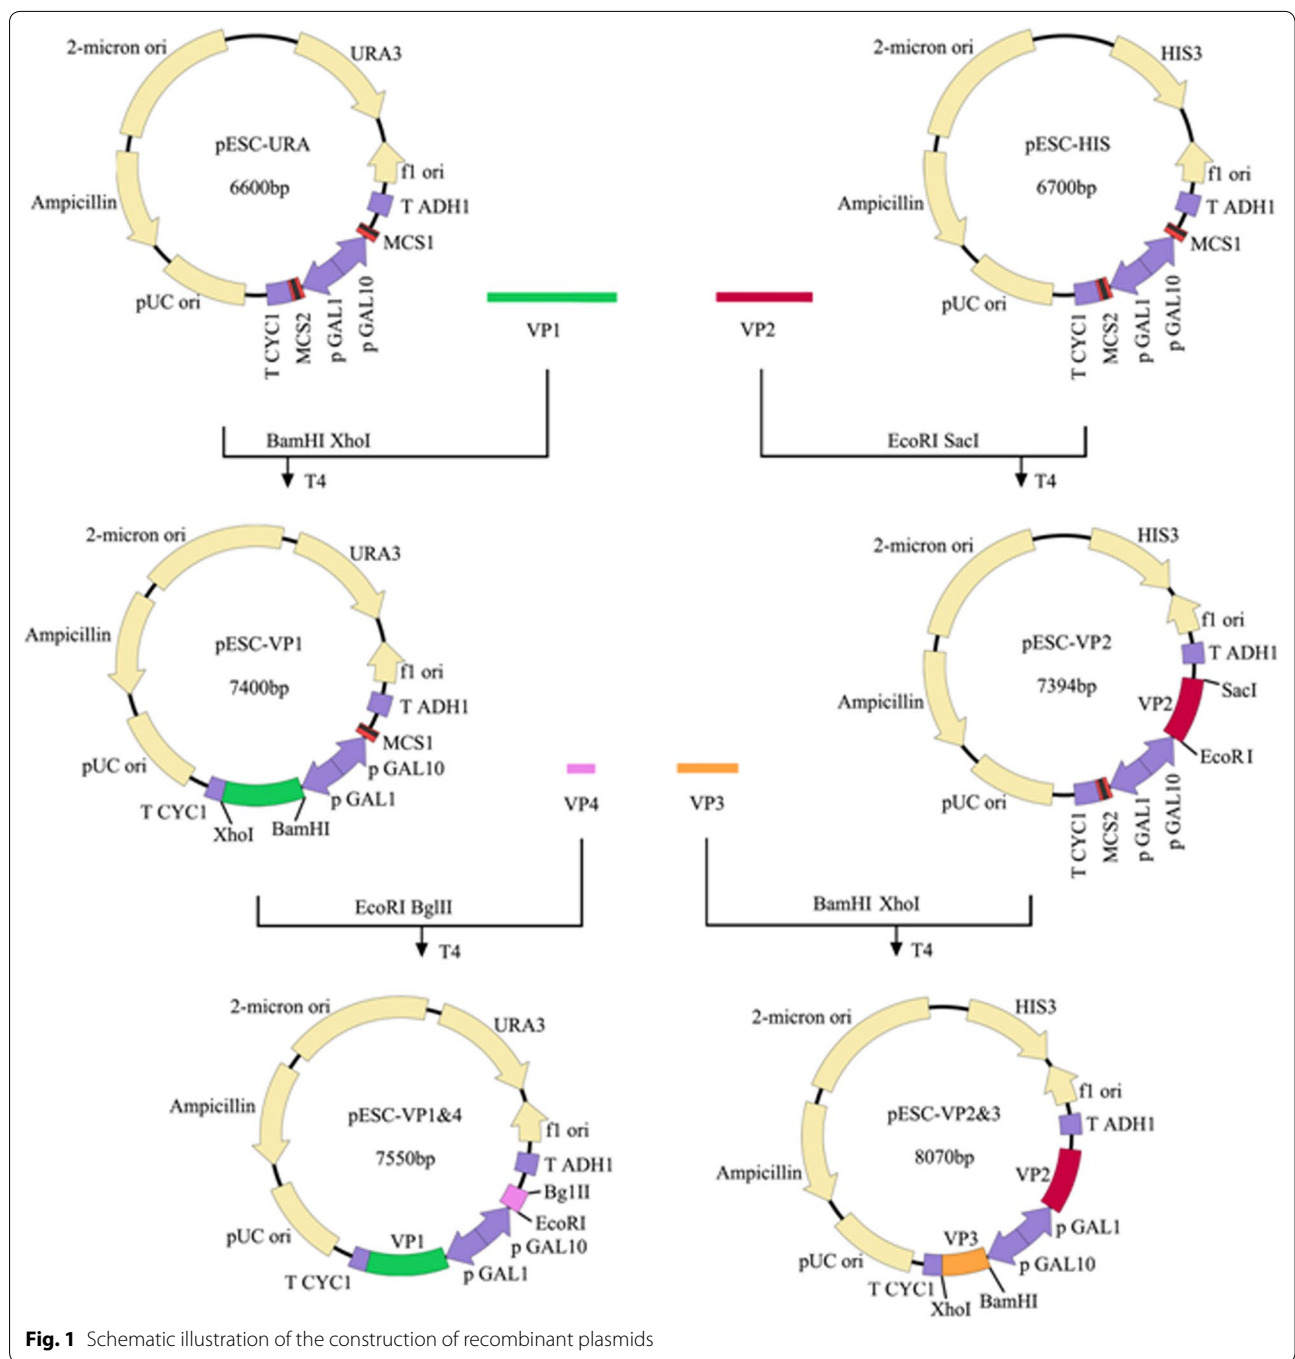 2-micron ori
URA3
pESC-URA
6600bp
f1 ori
T ADH1
MCS1
Ampicillin
pUC ori
T CYC1
MCS2
p GAL1
p GAL10
2-micron ori
HIS3
pESC-HIS
6700bp
f1 ori
T ADH1
MCS1
Ampicillin
pUC ori
T CYC1
MCS2
p GAL1
p GAL10
VP1
VP2
BamHI XhoI
T4
EcoRI SacI
T4
2-micron ori
URA3
Ampicillin
pESC-VP1
7400bp
f1 ori
T ADH1
MCS1
p GAL10
p GAL1
pUC ori
T CYC1
XhoI
BamHI
2-micron ori
HIS3
f1 ori
pESC-VP2
7394bp
T ADH1
SacI
VP2
EcoRI
Ampicillin
pUC ori
T CYC1
MCS2
p GAL1
p GAL10
VP4
VP3
EcoRI BglII
T4
BamHI XhoI
T4
2-micron ori
URA3
Ampicillin
pESC-VP1&4
7550bp
f1 ori
T ADH1
Bg1II
EcoRI
p GAL10
p GAL1
VP1
pUC ori
T CYC1
2-micron ori
HIS3
f1 ori
pESC-VP2&3
8070bp
T ADH1
VP2
Ampicillin
p GAL1
p GAL10
VP3
pUC ori
T CYC1
XhoI
BamHI
Fig. 1 Schematic illustration of the construction of recombinant plasmids